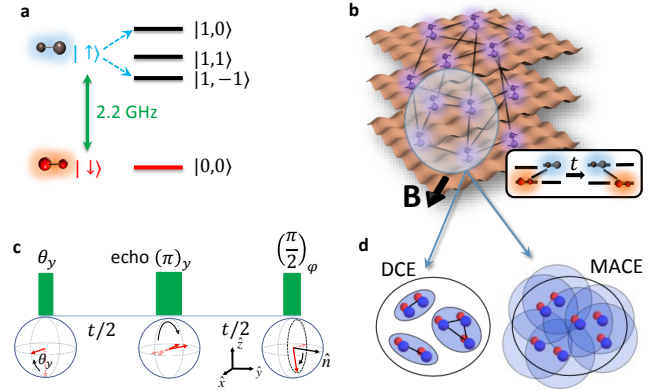 a
|↑⟩
|1,0⟩
|1,1⟩
|1,−1⟩
2.2 GHz
|↓⟩
|0,0⟩
b
B
t
c
θ_y
echo (π)_y
(π/2)_φ
t/2
t/2
θ_y
ẑ
x̂
ŷ
n̂
d
DCE
MACE